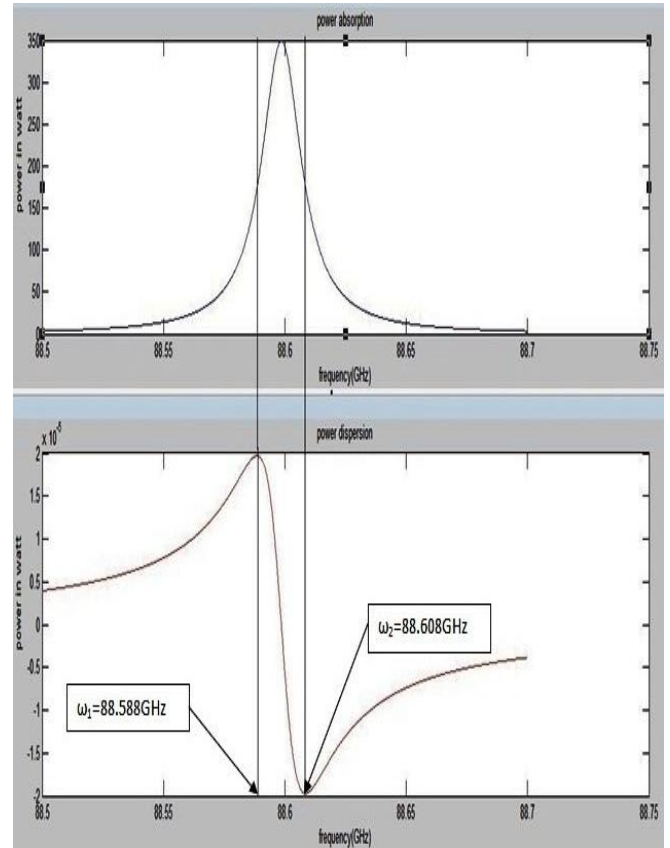 power absorption
350
300
250
200
150
100
50
0
power in watt
88.5 88.55 88.6 88.65 88.7 88.75
frequency(GHz)
x 10⁻⁵
power dispersion
2
1.5
1
0.5
0
-0.5
-1
-1.5
-2
power in watt
ω₂=88.608GHz
ω₁=88.588GHz
88.5 88.55 88.6 88.65 88.7 88.75
frequency(GHz)